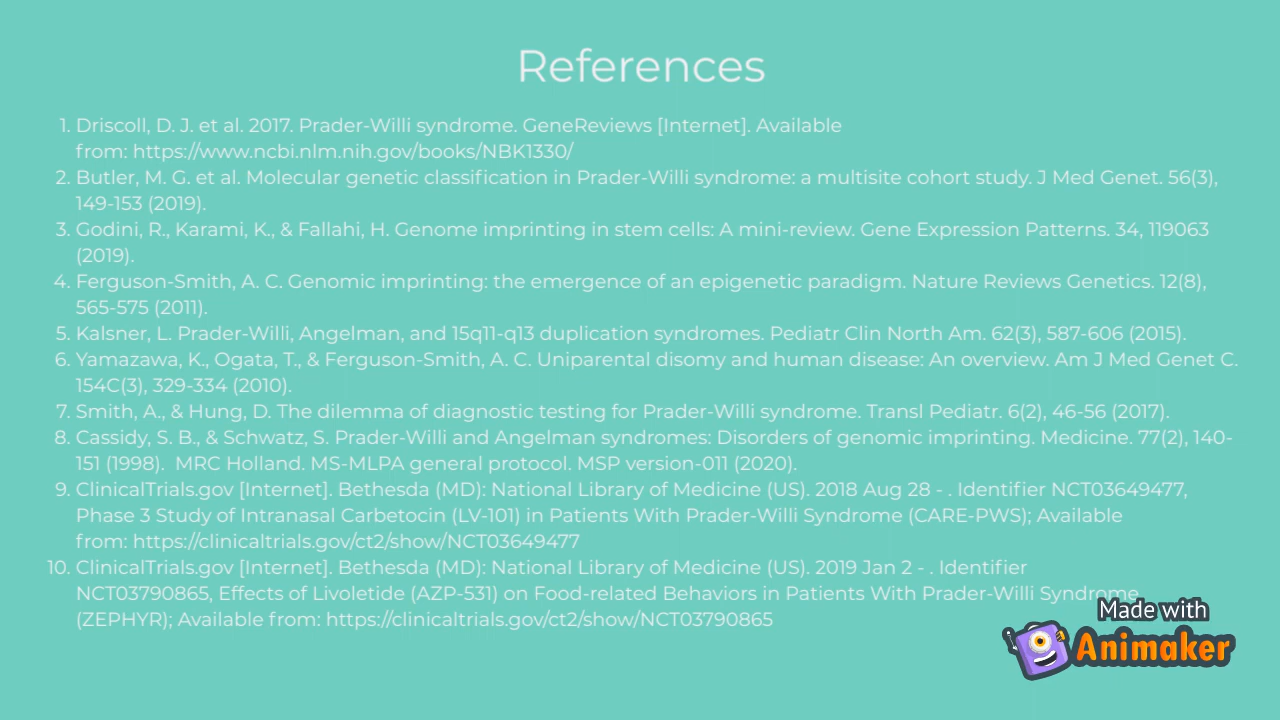 References
1. Driscoll, D. J. et al. 2017. Prader-Willi syndrome. GeneReviews [Internet]. Available
from: https://www.ncbi.nlm.nih.gov/books/NBK1330/
2. Butler, M. G. et al. Molecular genetic classification in Prader-Willi syndrome: a multisite cohort study. J Med Genet. 56(3),
149-153 (2019).
3. Godini, R., Karami, K., & Fallahi, H. Genome imprinting in stem cells: A mini-review. Gene Expression Patterns. 34, 119063
(2019).
4. Ferguson-Smith, A. C. Genomic imprinting: the emergence of an epigenetic paradigm. Nature Reviews Genetics. 12(8),
565-575 (2011).
5. Kalsner, L. Prader-Willi, Angelman, and 15q11-q13 duplication syndromes. Pediatr Clin North Am. 62(3), 587-606 (2015).
6. Yamazawa, K., Ogata, T., & Ferguson-Smith, A. C. Uniparental disomy and human disease: An overview. Am J Med Genet C.
154C(3), 329-334 (2010).
7. Smith, A., & Hung, D. The dilemma of diagnostic testing for Prader-Willi syndrome. Transl Pediatr. 6(2), 46-56 (2017).
8. Cassidy, S. B., & Schwatz, S. Prader-Willi and Angelman syndromes: Disorders of genomic imprinting. Medicine. 77(2), 140-
151 (1998).  MRC Holland. MS-MLPA general protocol. MSP version-011 (2020).
9. ClinicalTrials.gov [Internet]. Bethesda (MD): National Library of Medicine (US). 2018 Aug 28 - . Identifier NCT03649477,
Phase 3 Study of Intranasal Carbetocin (LV-101) in Patients With Prader-Willi Syndrome (CARE-PWS); Available
from: https://clinicaltrials.gov/ct2/show/NCT03649477
10. ClinicalTrials.gov [Internet]. Bethesda (MD): National Library of Medicine (US). 2019 Jan 2 - . Identifier
NCT03790865, Effects of Livoletide (AZP-531) on Food-related Behaviors in Patients With Prader-Willi Syndrome
(ZEPHYR); Available from: https://clinicaltrials.gov/ct2/show/NCT03790865
Made with
Animaker